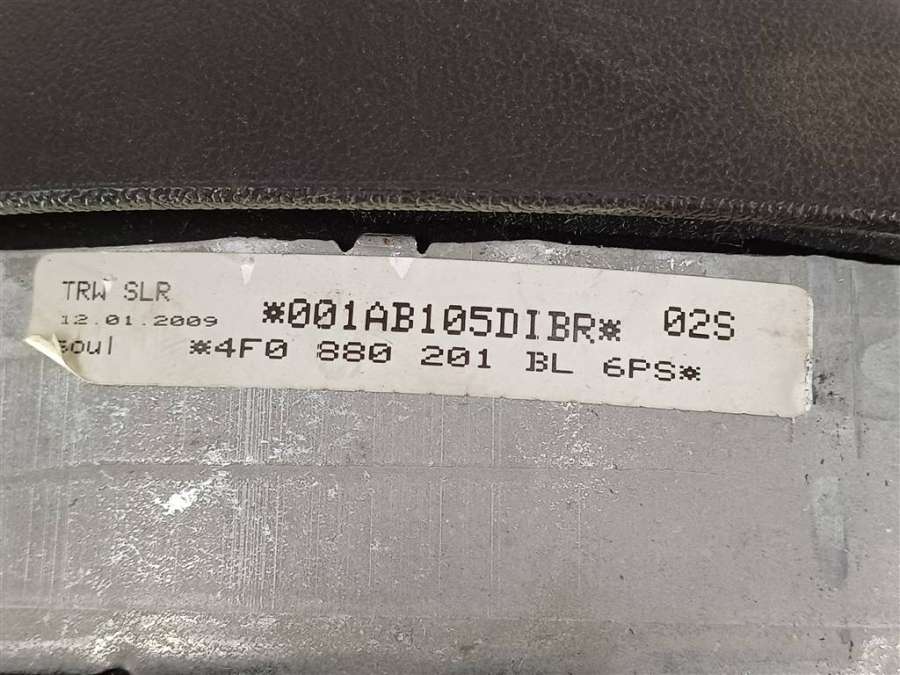 TRW SLR
*001AB105DIBR* 02S
12.01.2009
soul *4F0 880 201 BL 6PS*